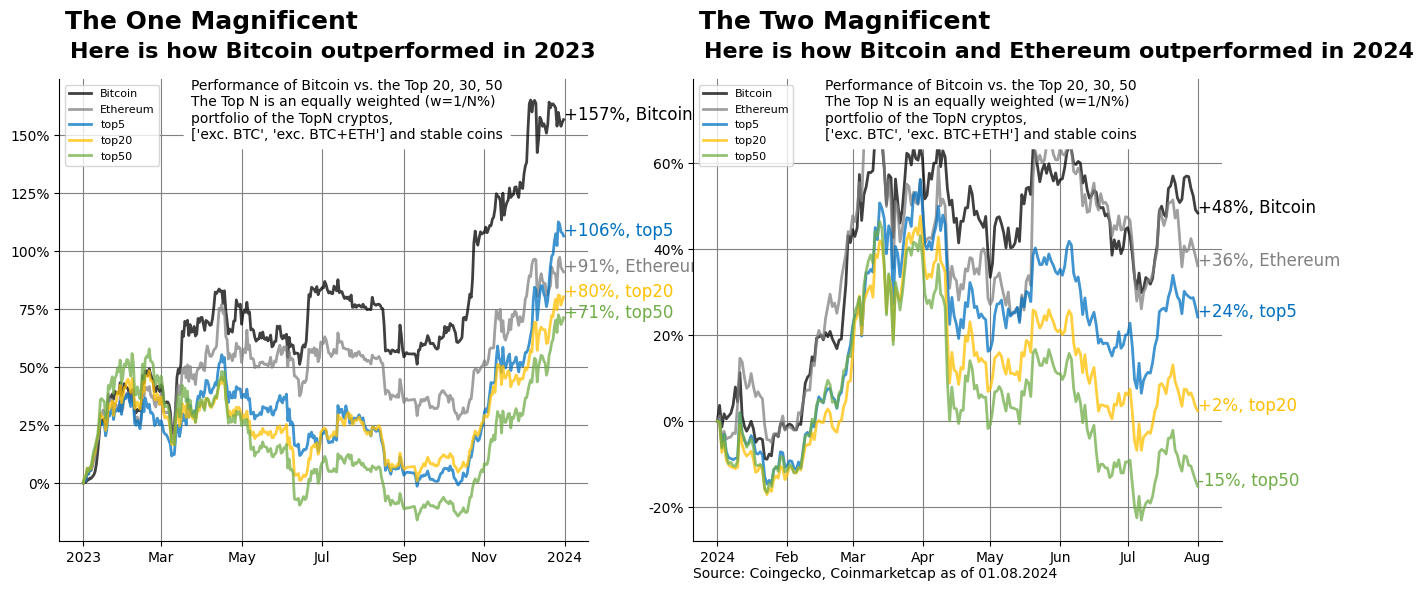 The One Magnificent
Here is how Bitcoin outperformed in 2023
Bitcoin
Ethereum
top5
top20
top50
Performance of Bitcoin vs. the Top 20, 30, 50
The Top N is an equally weighted (w=1/N%)
portfolio of the TopN cryptos,
['exc. BTC', 'exc. BTC+ETH'] and stable coins
150%
125%
100%
75%
50%
25%
0%
+157%, Bitcoin
+106%, top5
+91%, Ethereu
+80%, top20
+71%, top50
2023
Mar
May
Jul
Sep
Nov
2024
The Two Magnificent
Here is how Bitcoin and Ethereum outperformed in 2024
Bitcoin
Ethereum
top5
top20
top50
Performance of Bitcoin vs. the Top 20, 30, 50
The Top N is an equally weighted (w=1/N%)
portfolio of the TopN cryptos,
['exc. BTC', 'exc. BTC+ETH'] and stable coins
60%
40%
20%
0%
-20%
+48%, Bitcoin
+36%, Ethereum
+24%, top5
+2%, top20
-15%, top50
2024
Feb
Mar
Apr
May
Jun
Jul
Aug
Source: Coingecko, Coinmarketcap as of 01.08.2024